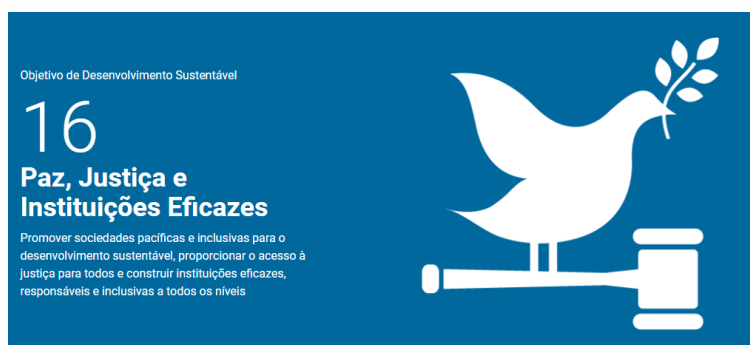 Objetivo de Desenvolvimento Sustentável
16
Paz, Justiça e
Instituições Eficazes
Promover sociedades pacíficas e inclusivas para o
desenvolvimento sustentável, proporcionar o acesso à
justiça para todos e construir instituições eficazes,
responsáveis e inclusivas a todos os níveis